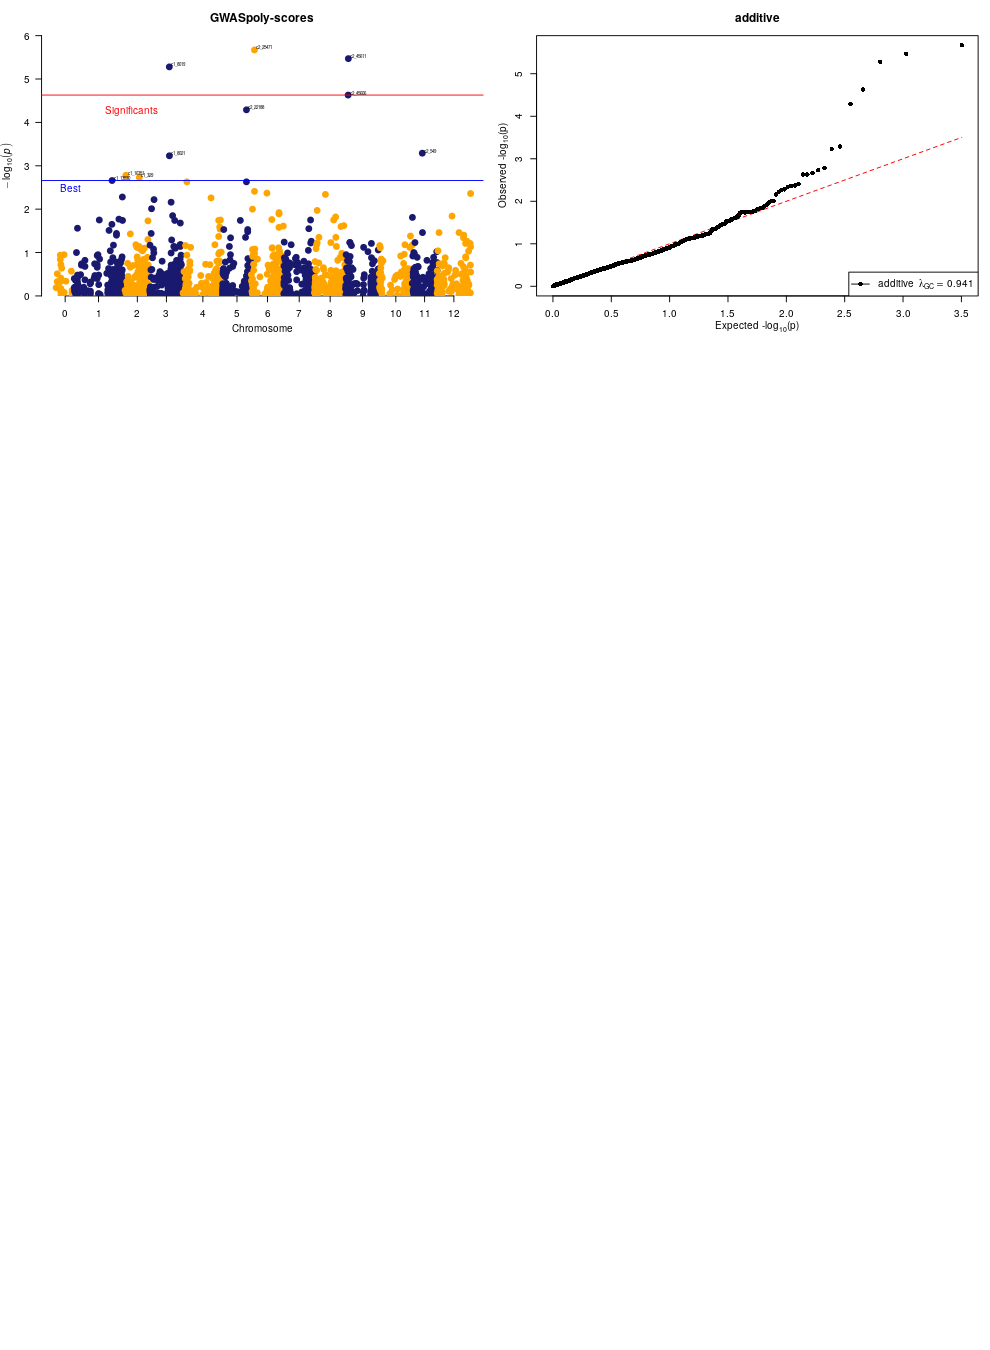 GWASpoly-scores
6
5
4
3
2
1
0
−log10(p)
Significants
Best
0 1 2 3 4 5 6 7 8 9 10 11 12
Chromosome
additive
5
4
3
2
1
0
Observed -log10(p)
additive λGC = 0.941
0.0 0.5 1.0 1.5 2.0 2.5 3.0 3.5
Expected -log10(p)